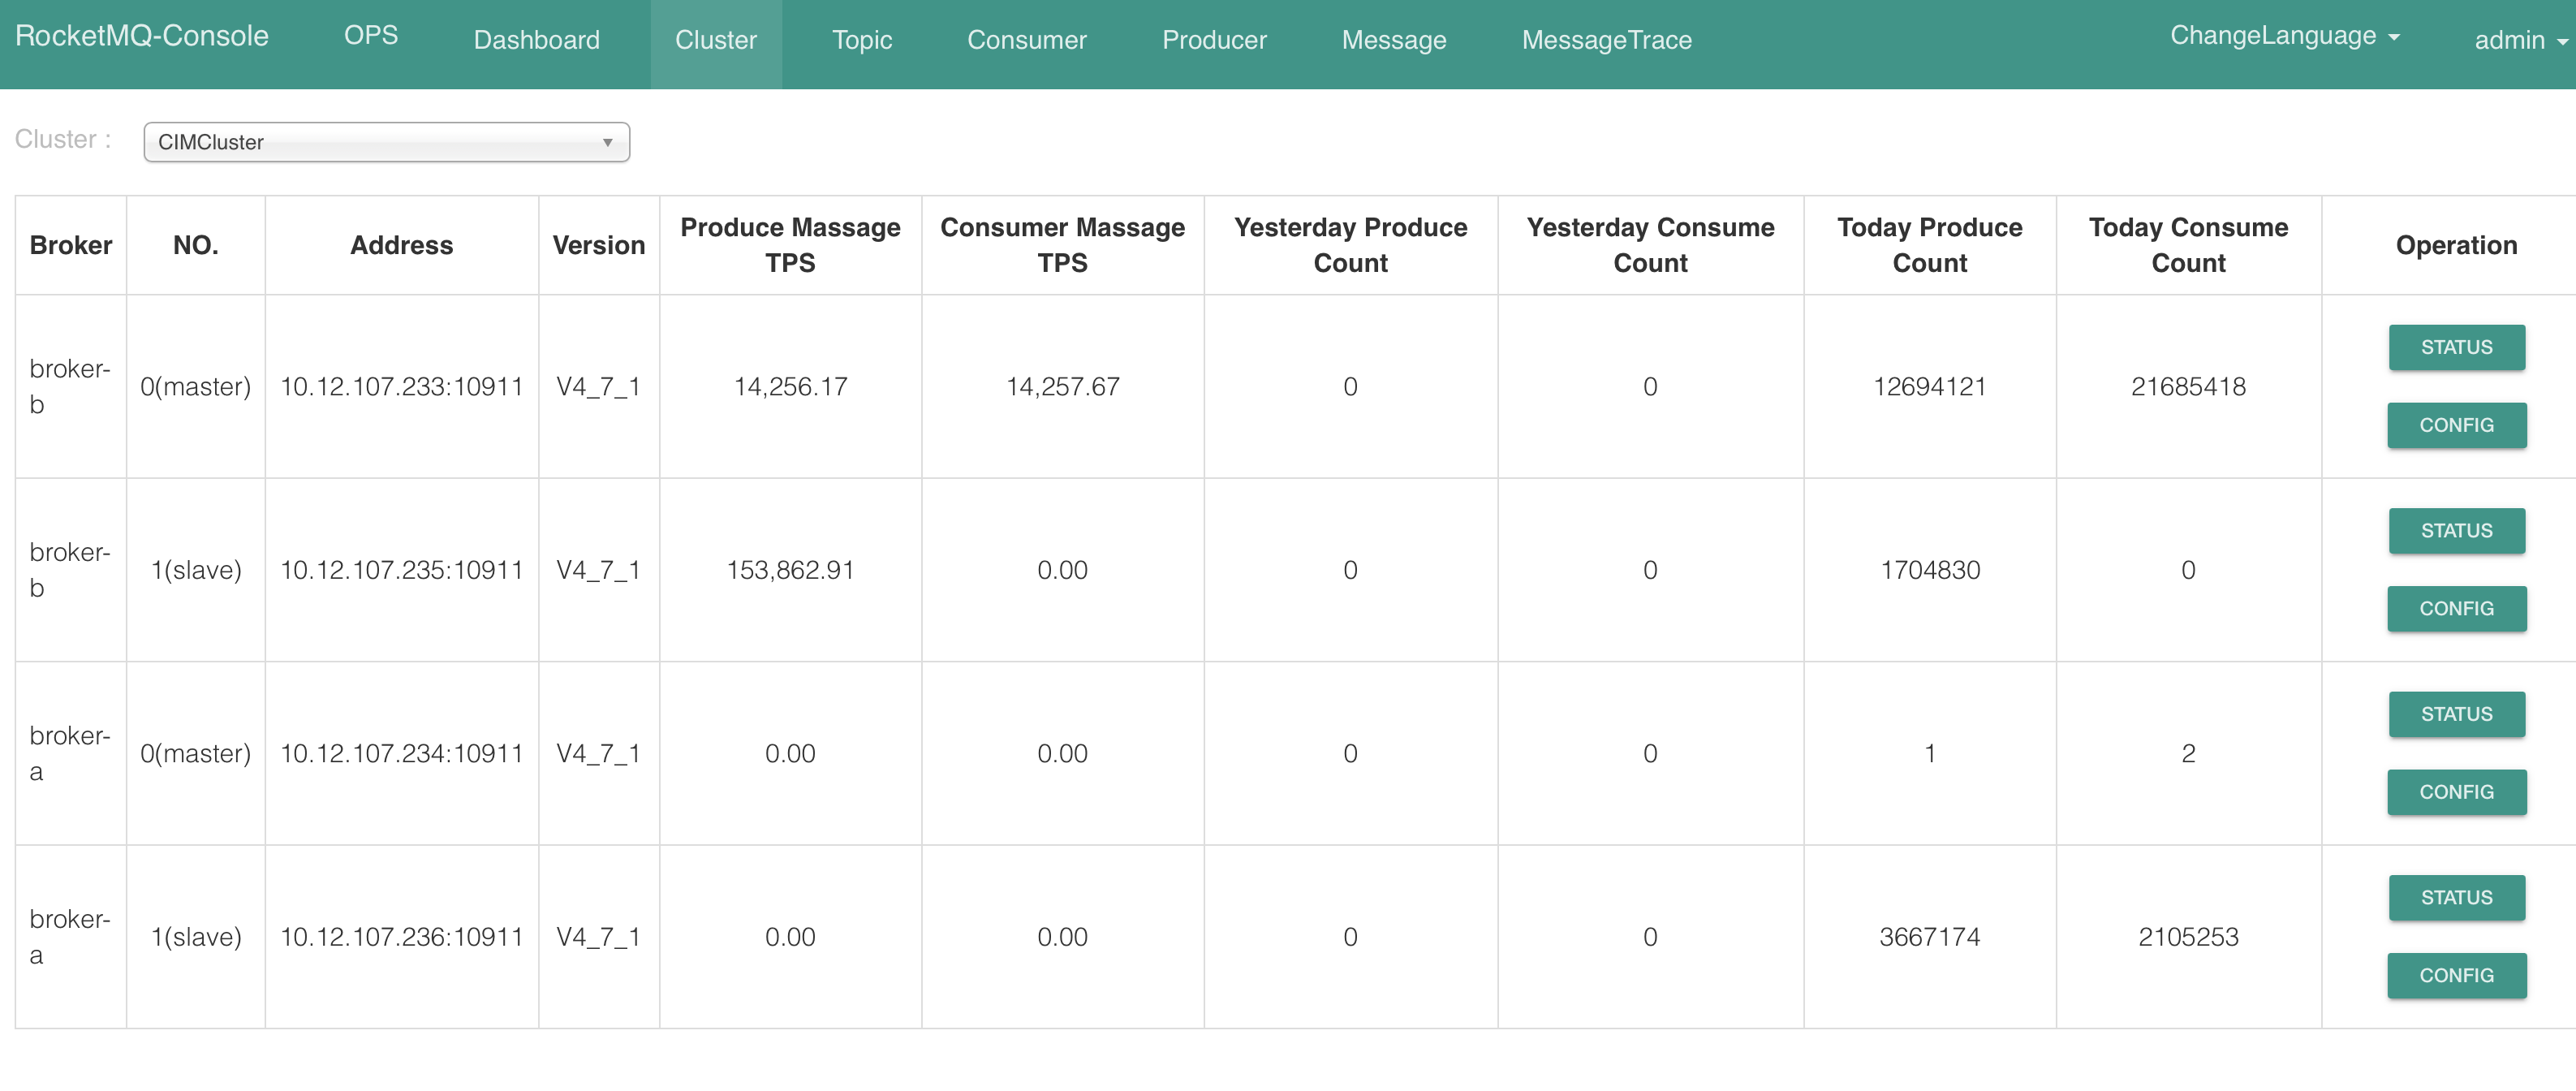 RocketMQ-Console OPS Dashboard Cluster Topic Consumer Producer Message MessageTrace ChangeLanguage admin
Cluster : CIMCluster
Broker NO. Address Version Produce Massage TPS Consumer Massage TPS Yesterday Produce Count Yesterday Consume Count Today Produce Count Today Consume Count Operation
broker-b 0(master) 10.12.107.233:10911 V4_7_1 14,256.17 14,257.67 0 0 12694121 21685418 STATUS CONFIG
broker-b 1(slave) 10.12.107.235:10911 V4_7_1 153,862.91 0.00 0 0 1704830 0 STATUS CONFIG
broker-a 0(master) 10.12.107.234:10911 V4_7_1 0.00 0.00 0 0 1 2 STATUS CONFIG
broker-a 1(slave) 10.12.107.236:10911 V4_7_1 0.00 0.00 0 0 3667174 2105253 STATUS CONFIG